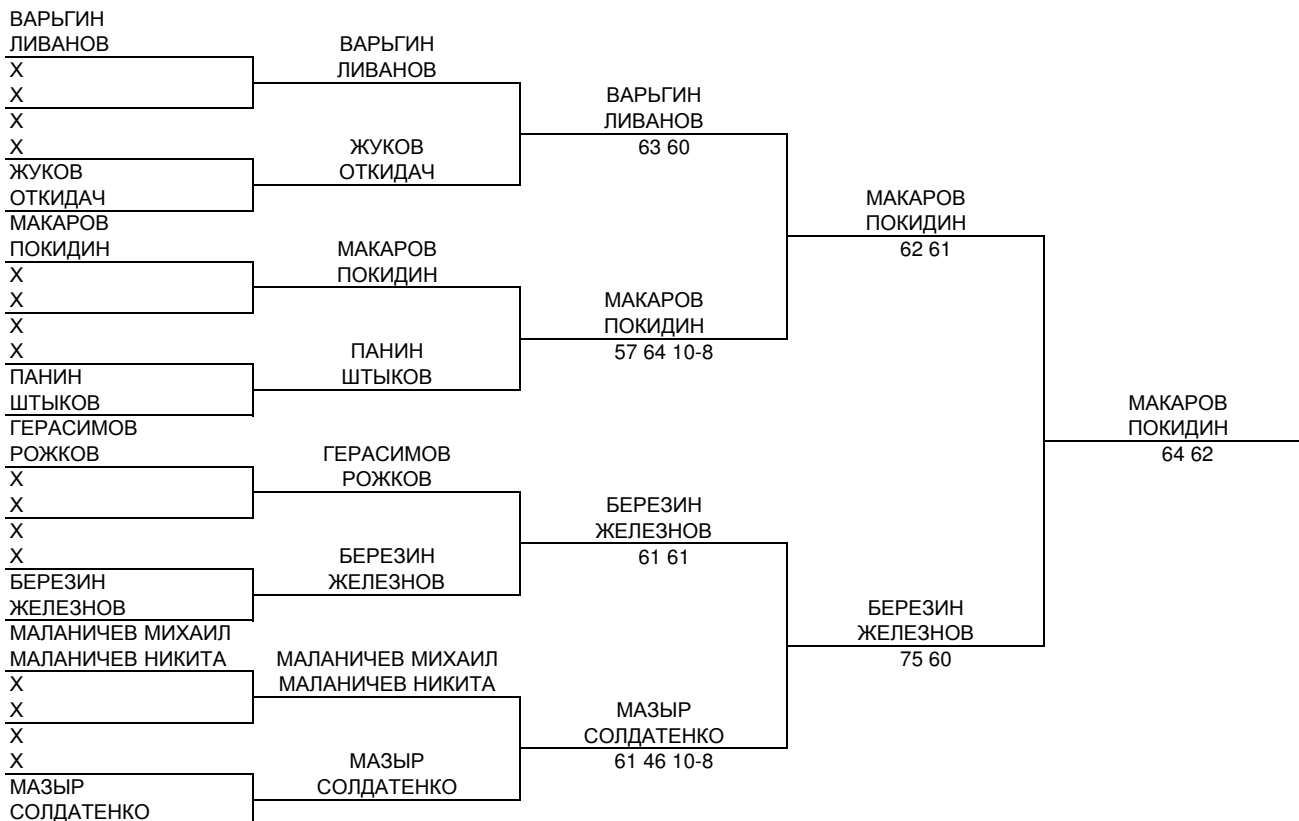 ВАРЬГИН
ЛИВАНОВ
X
X
X
X
ЖУКОВ
ОТКИДАЧ
МАКАРОВ
ПОКИДИН
X
X
X
X
ПАНИН
ШТЫКОВ
ГЕРАСИМОВ
РОЖКОВ
X
X
X
X
БЕРЕЗИН
ЖЕЛЕЗНОВ
МАЛАНИЧЕВ МИХАИЛ
МАЛАНИЧЕВ НИКИТА
X
X
X
X
МАЗЫР
СОЛДАТЕНКО
ВАРЬГИН
ЛИВАНОВ
ЖУКОВ
ОТКИДАЧ
МАКАРОВ
ПОКИДИН
ПАНИН
ШТЫКОВ
ГЕРАСИМОВ
РОЖКОВ
БЕРЕЗИН
ЖЕЛЕЗНОВ
МАЛАНИЧЕВ МИХАИЛ
МАЛАНИЧЕВ НИКИТА
МАЗЫР
СОЛДАТЕНКО
ВАРЬГИН
ЛИВАНОВ
63 60
МАКАРОВ
ПОКИДИН
57 64 10-8
БЕРЕЗИН
ЖЕЛЕЗНОВ
61 61
МАЗЫР
СОЛДАТЕНКО
61 46 10-8
МАКАРОВ
ПОКИДИН
62 61
БЕРЕЗИН
ЖЕЛЕЗНОВ
75 60
МАКАРОВ
ПОКИДИН
64 62